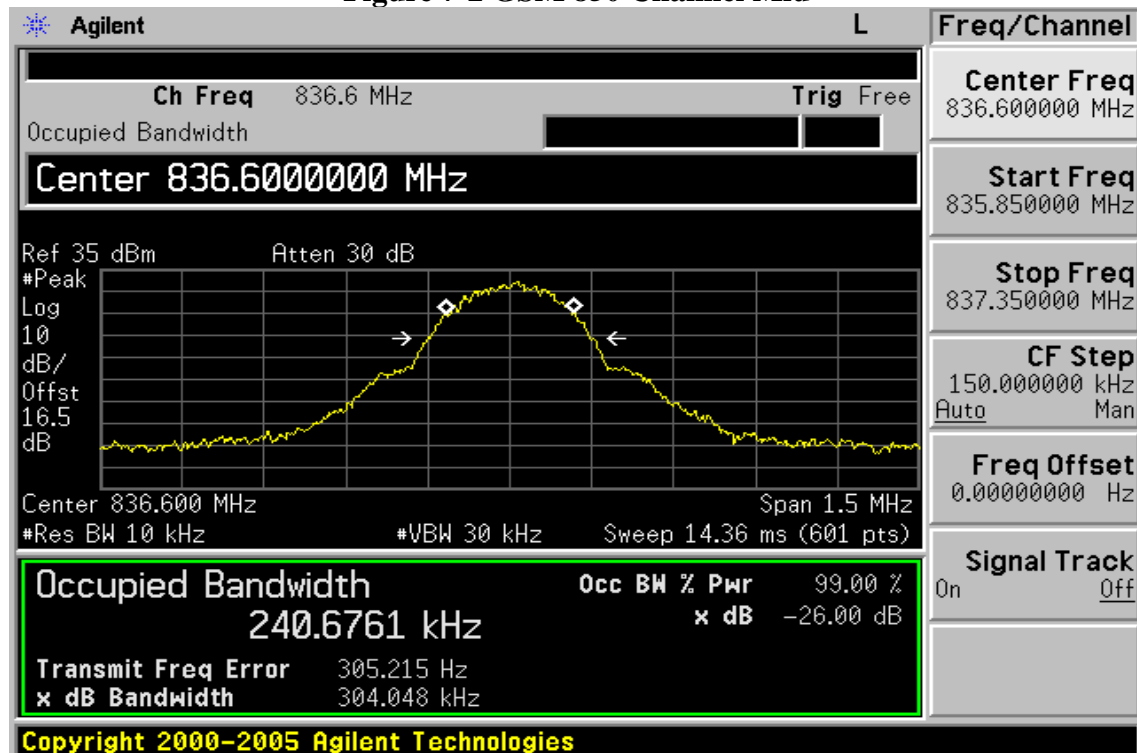 Agilent L
Ch Freq 836.6 MHz Trig Free
Occupied Bandwidth
Center 836.6000000 MHz
Ref 35 dBm Atten 30 dB
#Peak
Log
10
dB/
Offst
16.5
dB
Center 836.600 MHz Span 1.5 MHz
#Res BW 10 kHz #VBW 30 kHz Sweep 14.36 ms (601 pts)
Occupied Bandwidth
240.6761 kHz
Occ BW % Pwr 99.00 %
x dB -26.00 dB
Transmit Freq Error 305.215 Hz
x dB Bandwidth 304.048 kHz
Copyright 2000-2005 Agilent Technologies
Freq/Channel
Center Freq
836.600000 MHz
Start Freq
835.850000 MHz
Stop Freq
837.350000 MHz
CF Step
150.000000 kHz
Auto Man
Freq Offset
0.00000000 Hz
Signal Track
On Off